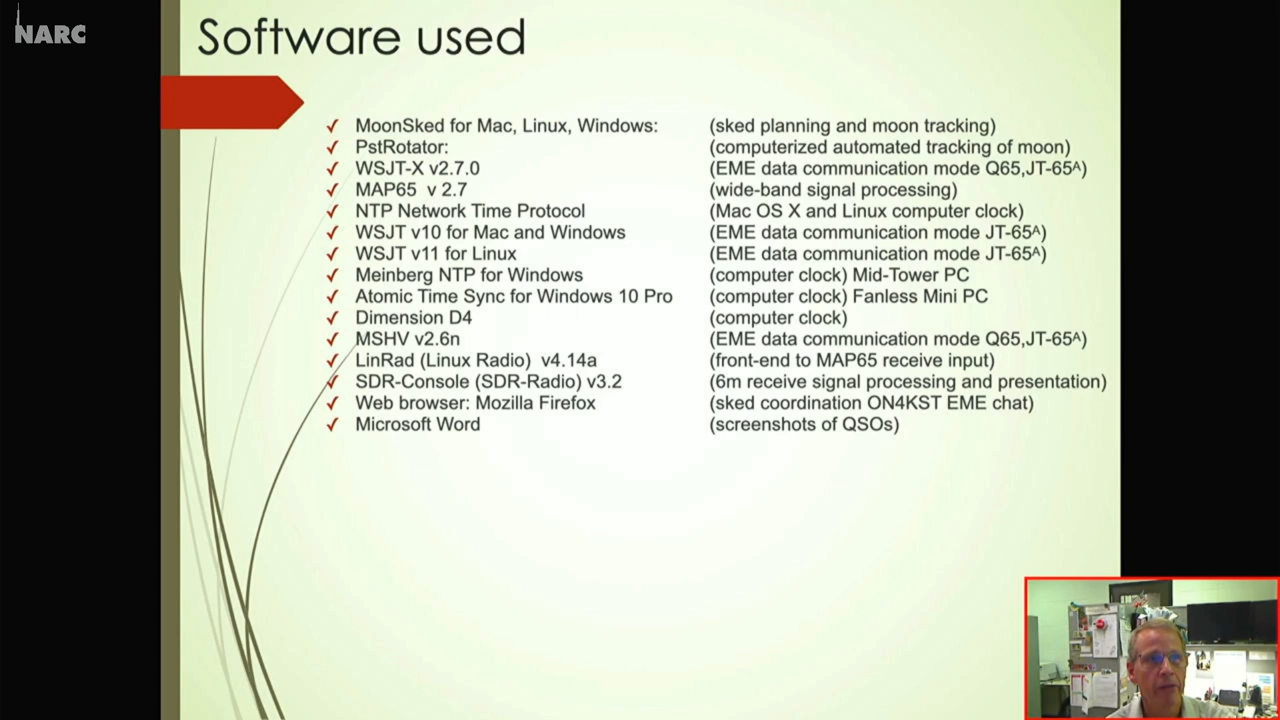 NARC
Software used
✓ MoonSked for Mac, Linux, Windows: (sked planning and moon tracking)
✓ PstRotator: (computerized automated tracking of moon)
✓ WSJT-X v2.7.0 (EME data communication mode Q65,JT-65ᴬ)
✓ MAP65 v 2.7 (wide-band signal processing)
✓ NTP Network Time Protocol (Mac OS X and Linux computer clock)
✓ WSJT v10 for Mac and Windows (EME data communication mode JT-65ᴬ)
✓ WSJT v11 for Linux (EME data communication mode JT-65ᴬ)
✓ Meinberg NTP for Windows (computer clock) Mid-Tower PC
✓ Atomic Time Sync for Windows 10 Pro (computer clock) Fanless Mini PC
✓ Dimension D4 (computer clock)
✓ MSHV v2.6n (EME data communication mode Q65,JT-65ᴬ)
✓ LinRad (Linux Radio) v4.14a (front-end to MAP65 receive input)
✓ SDR-Console (SDR-Radio) v3.2 (6m receive signal processing and presentation)
✓ Web browser: Mozilla Firefox (sked coordination ON4KST EME chat)
✓ Microsoft Word (screenshots of QSOs)